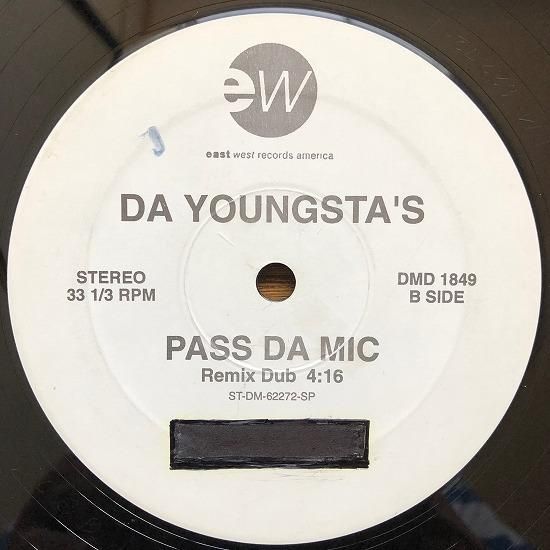 ew
east west records america
DA YOUNGSTA'S
STEREO
33 1/3 RPM
DMD 1849
B SIDE
PASS DA MIC
Remix Dub 4:16
ST-DM-62272-SP